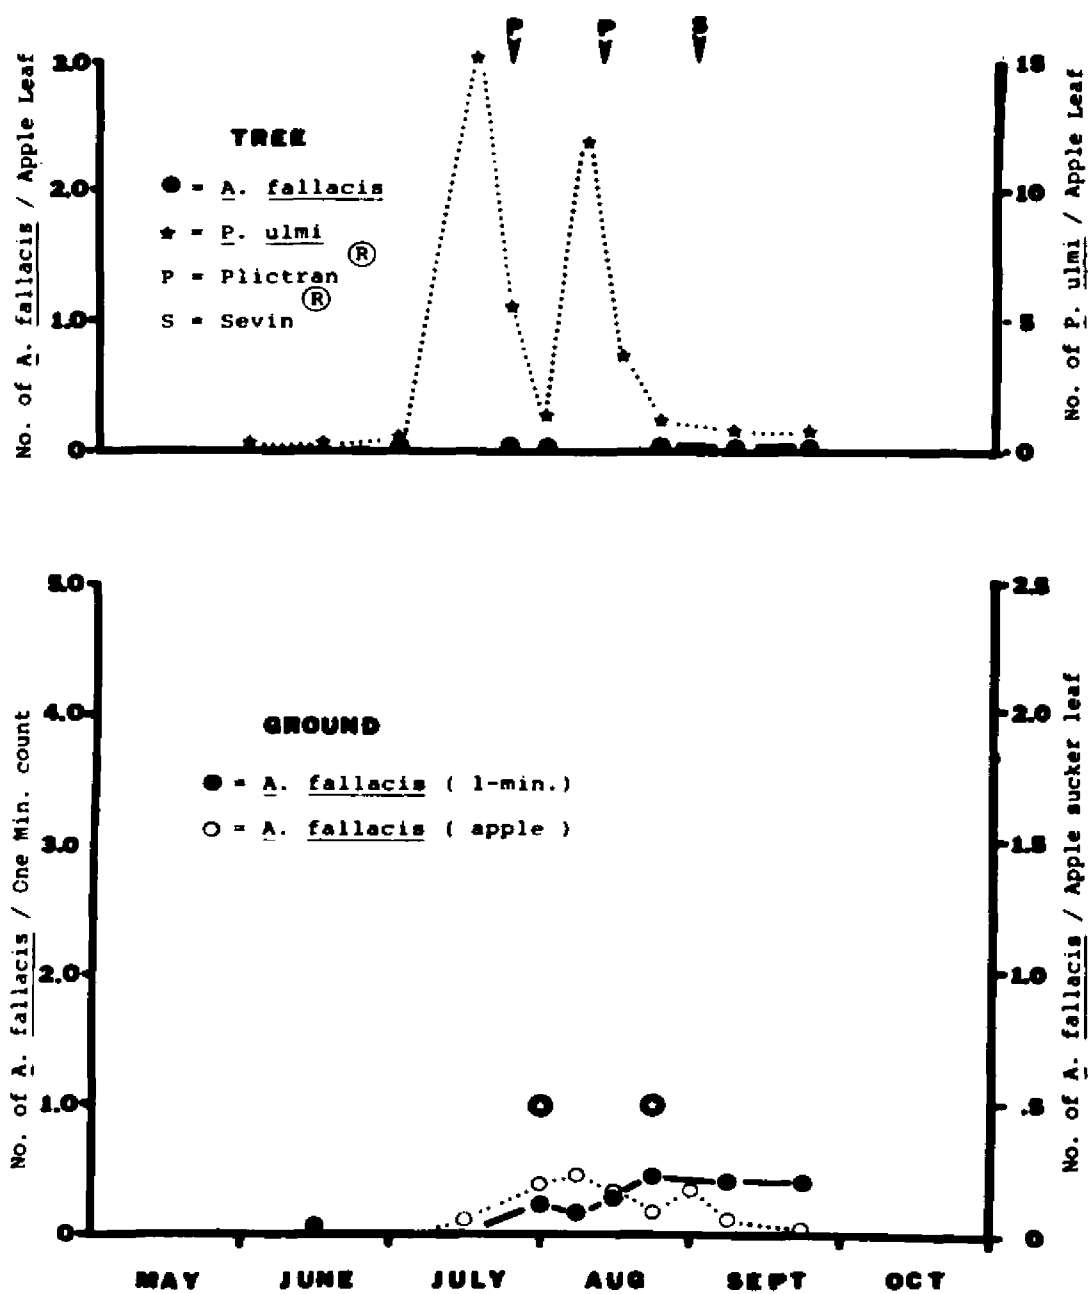 P P S
3.0
2.0
1.0
0
No. of A. fallacis / Apple Leaf
TREE
● = A. fallacis
★ = P. ulmi
P = Plictran ®
S = Sevin ®
15
10
5
0
No. of P. ulmi / Apple Leaf
5.0
4.0
3.0
2.0
1.0
0
No. of A. fallacis / One Min. count
GROUND
● = A. fallacis ( 1-min.)
○ = A. fallacis ( apple )
2.5
2.0
1.5
1.0
.5
0
No. of A. fallacis / Apple sucker leaf
MAY JUNE JULY AUG SEPT OCT